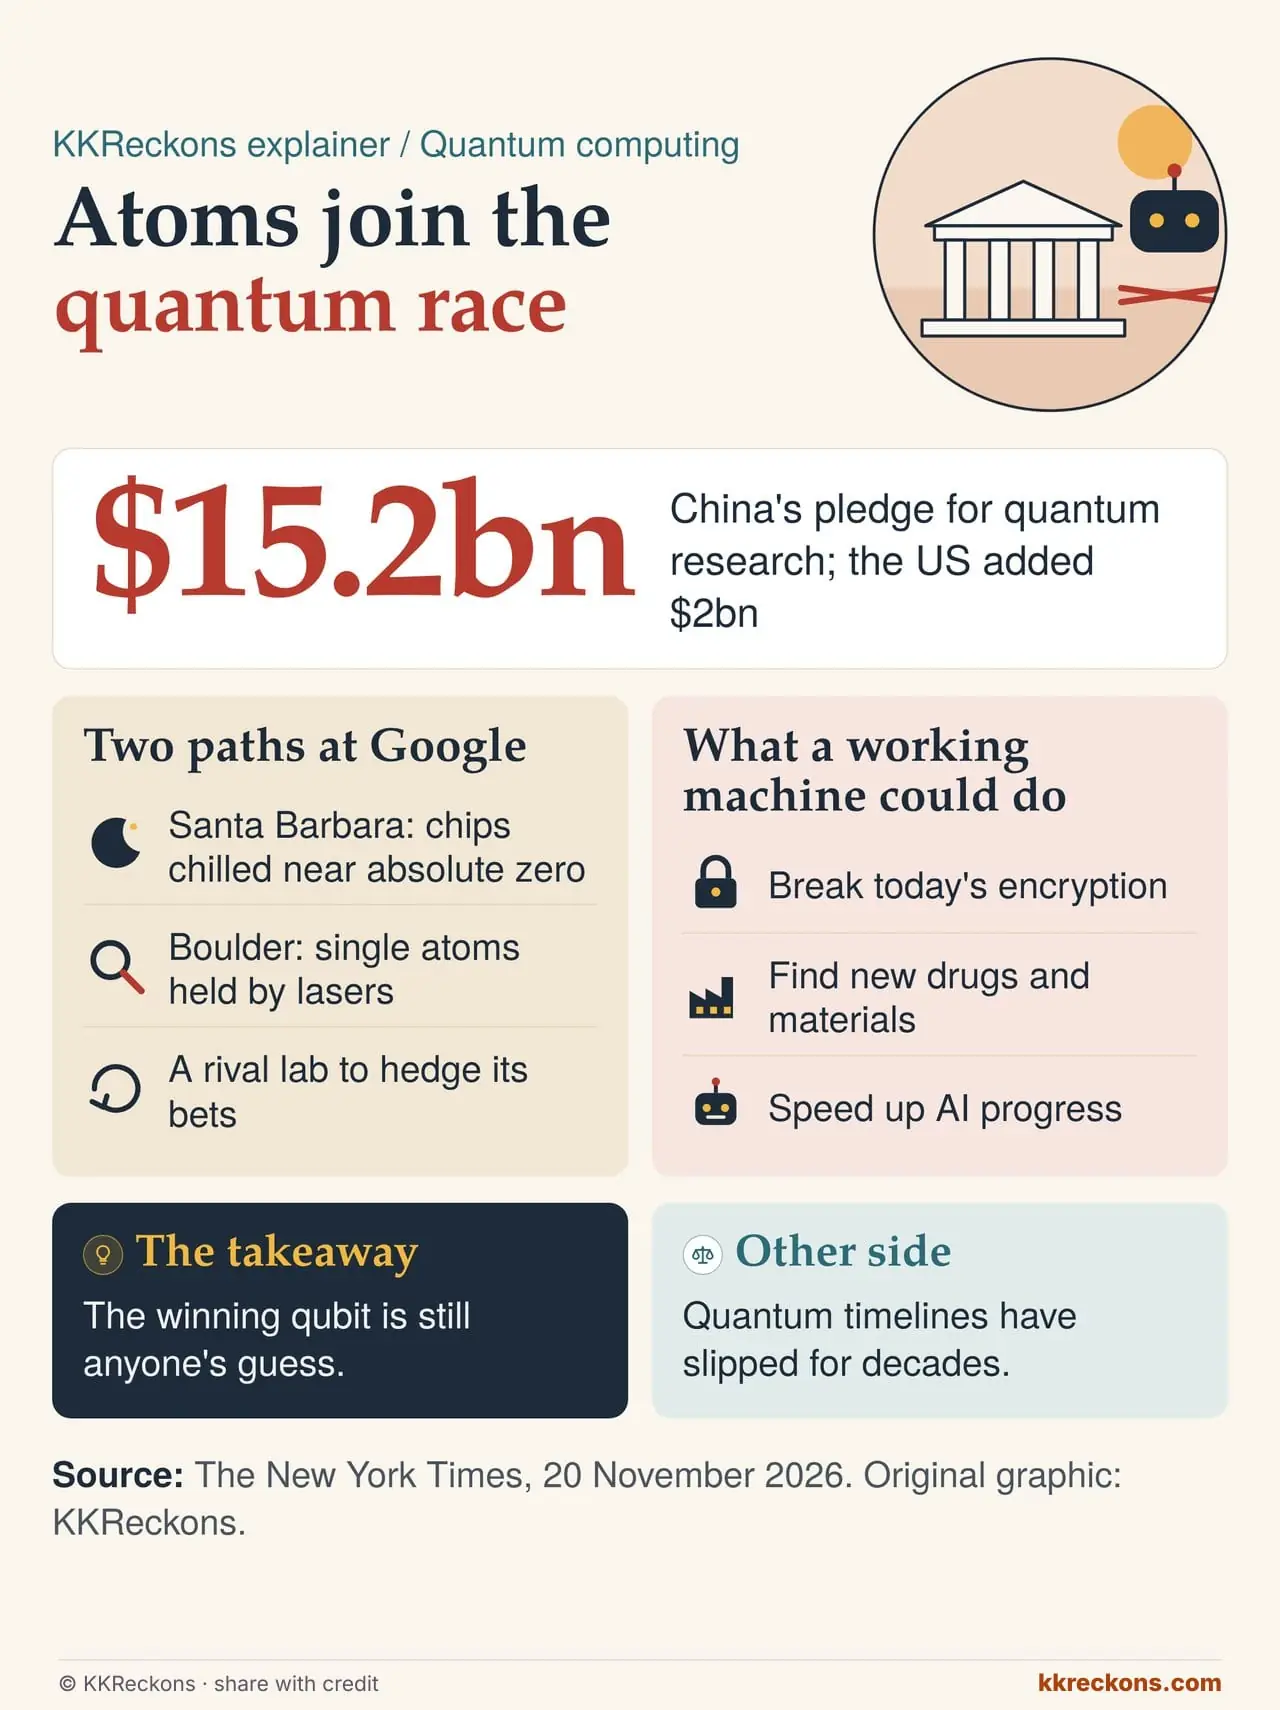 KKReckons explainer / Quantum computing
Atoms join the
quantum race
$15.2bn
China's pledge for quantum
research; the US added
$2bn
Two paths at Google
Santa Barbara: chips
chilled near absolute zero
Boulder: single atoms
held by lasers
A rival lab to hedge its
bets
What a working
machine could do
Break today's encryption
Find new drugs and
materials
Speed up AI progress
The takeaway
The winning qubit is still
anyone's guess.
Other side
Quantum timelines have
slipped for decades.
Source: The New York Times, 20 November 2026. Original graphic:
KKReckons.
© KKReckons · share with credit
kkreckons.com